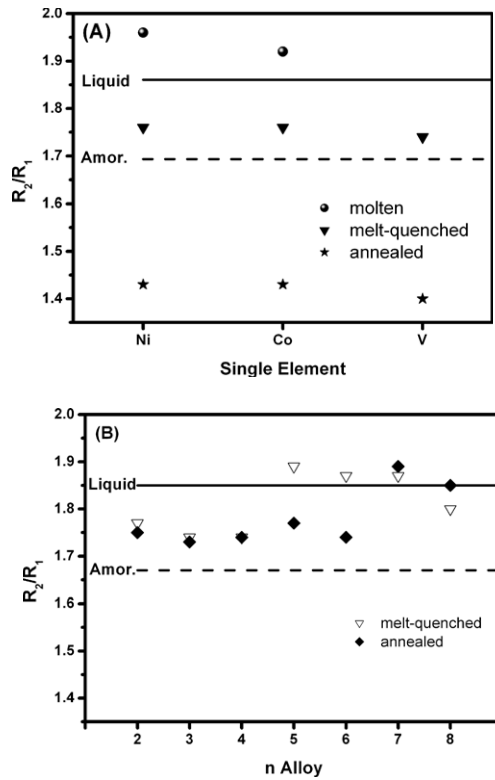 (A)
2.0
1.9
1.8
1.7
1.6
1.5
1.4
R2/R1
Liquid
Amor.
molten
melt-quenched
annealed
Ni Co V
Single Element
(B)
2.0
1.9
1.8
1.7
1.6
1.5
1.4
R2/R1
Liquid
Amor.
melt-quenched
annealed
2 3 4 5 6 7 8
n Alloy